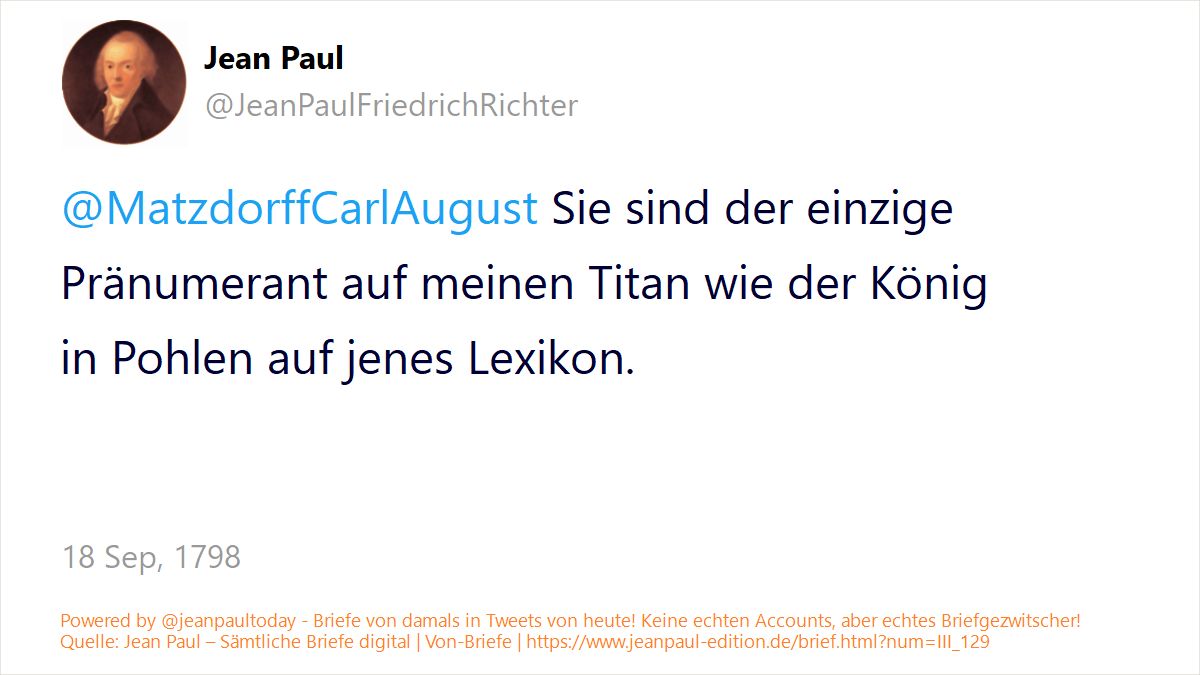 Jean Paul
@JeanPaulFriedrichRichter
@MatzdorffCarlAugust Sie sind der einzige
Pränumerant auf meinen Titan wie der König
in Pohlen auf jenes Lexikon.
18 Sep, 1798
Powered by @jeanpaultoday - Briefe von damals in Tweets von heute! Keine echten Accounts, aber echtes Briefgezwitscher!
Quelle: Jean Paul – Sämtliche Briefe digital | Von-Briefe | https://www.jeanpaul-edition.de/brief.html?num=III_129